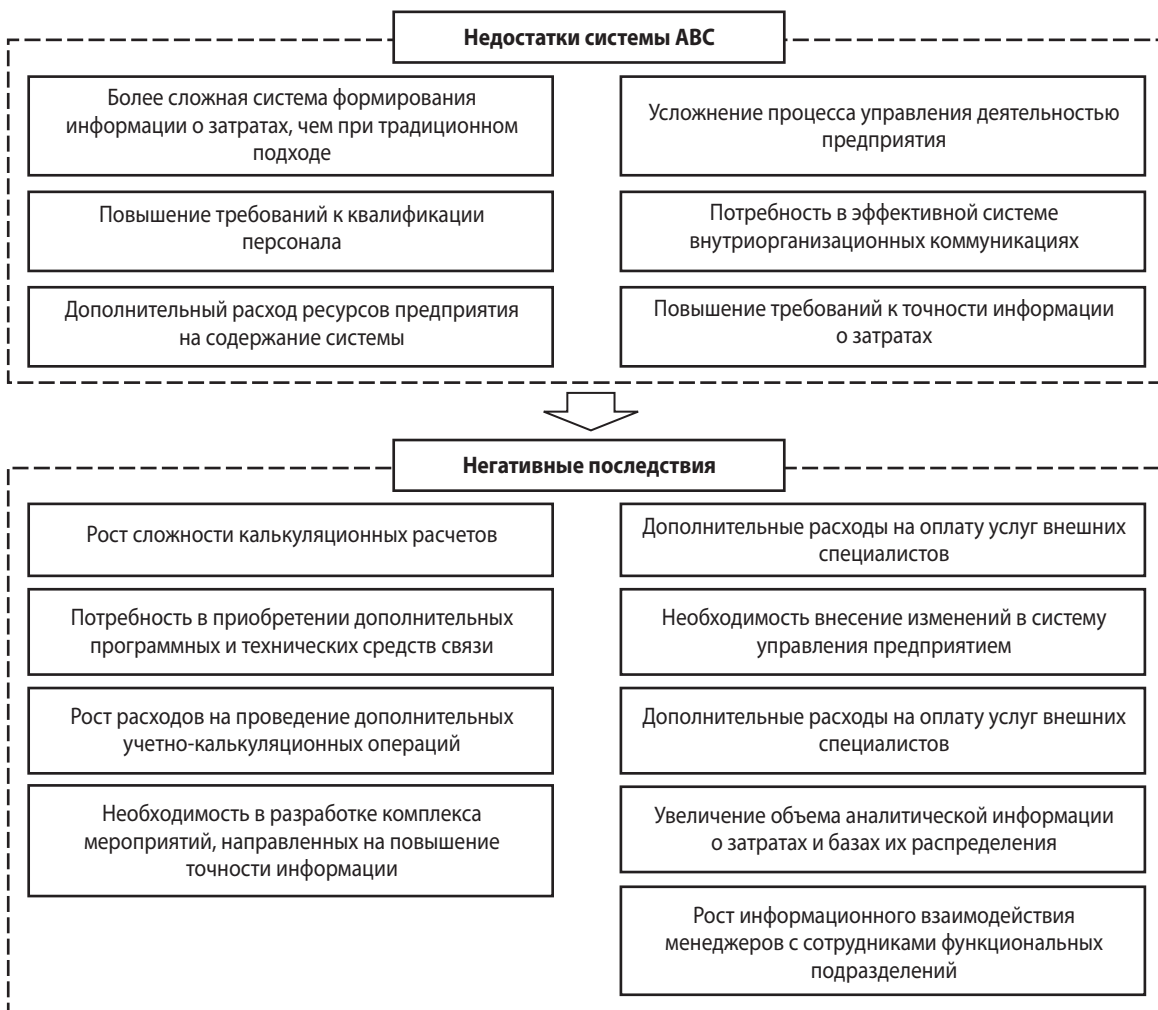 Недостатки системы АВС
Более сложная система формирования
информации о затратах, чем при традиционном
подходе
Усложнение процесса управления деятельностью
предприятия
Повышение требований к квалификации
персонала
Потребность в эффективной системе
внутриорганизационных коммуникациях
Дополнительный расход ресурсов предприятия
на содержание системы
Повышение требований к точности информации
о затратах
Негативные последствия
Рост сложности калькуляционных расчетов
Дополнительные расходы на оплату услуг внешних
специалистов
Потребность в приобретении дополнительных
программных и технических средств связи
Необходимость внесение изменений в систему
управления предприятием
Рост расходов на проведение дополнительных
учетно-калькуляционных операций
Дополнительные расходы на оплату услуг внешних
специалистов
Необходимость в разработке комплекса
мероприятий, направленных на повышение
точности информации
Увеличение объема аналитической информации
о затратах и базах их распределения
Рост информационного взаимодействия
менеджеров с сотрудниками функциональных
подразделений